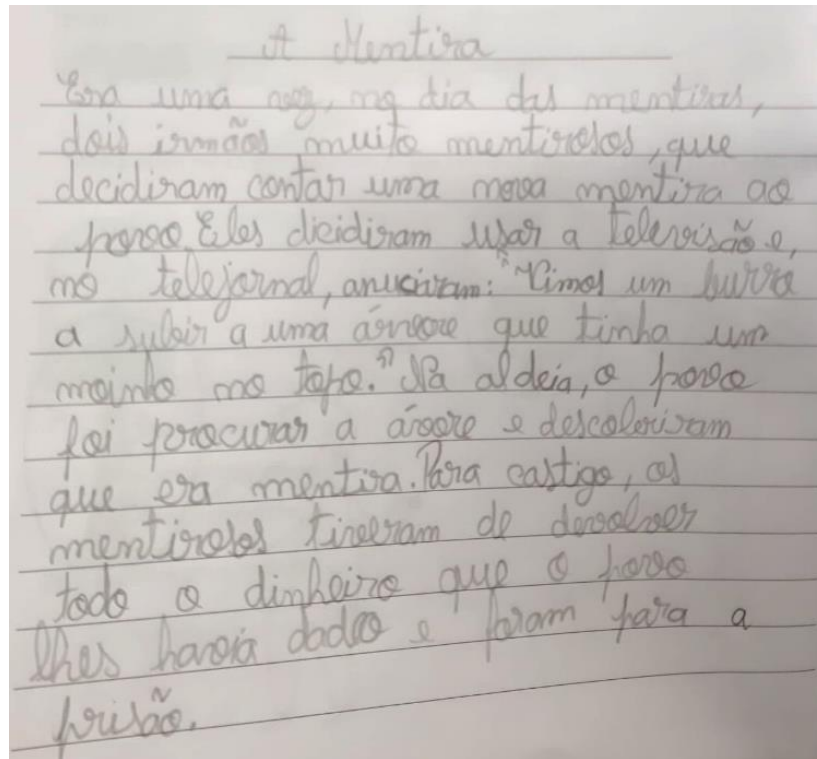 A Mentira
Era uma vez, no dia das mentiras,
dois irmãos muito mentirosos, que
decidiram contar uma nova mentira ao
povo. Eles dicidiram usar a televisão e,
no telejornal, anuciaram: "Vimos um burro
a subir a uma árvore que tinha um
moinho no topo." Na aldeia, o povo
foi procurar a árvore e descobriram
que era mentira. Para castigo, os
mentirosos tiveram de devolver
todo o dinheiro que o povo
lhes havia dado e foram para a
prisão.